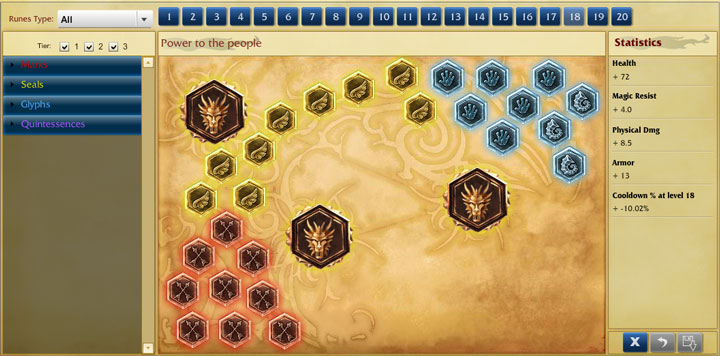 Runes Type: All
1 2 3 4 5 6 7 8 9 10 11 12 13 14 15 16 17 18 19 20
Tier: 1 2 3
Marks
Seals
Glyphs
Quintessences
Power to the people
Statistics
Health
+ 72
Magic Resist
+ 4.0
Physical Dmg
+ 8.5
Armor
+ 13
Cooldown % at level 18
+ -10.02%
X